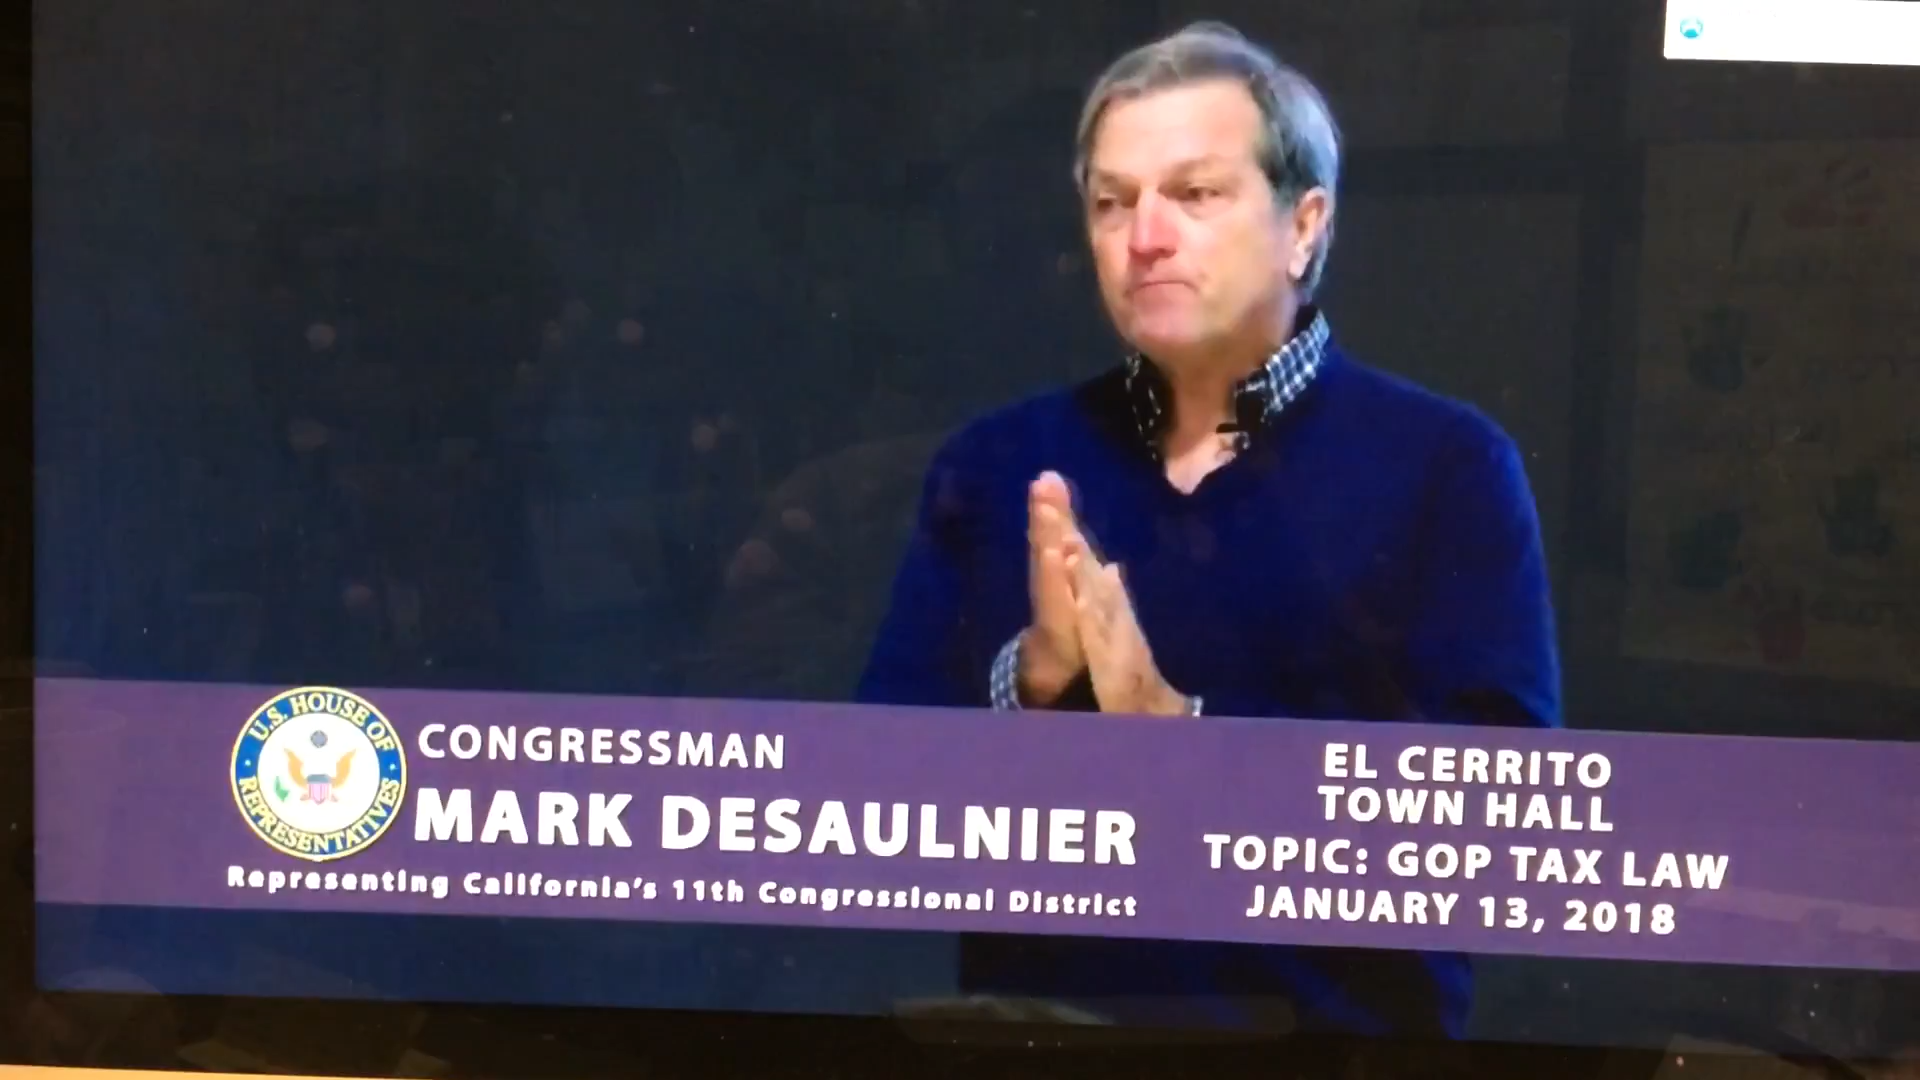 U.S. HOUSE OF
REPRESENTATIVES
CONGRESSMAN
MARK DESAULNIER
Representing California's 11th Congressional District
EL CERRITO
TOWN HALL
TOPIC: GOP TAX LAW
JANUARY 13, 2018